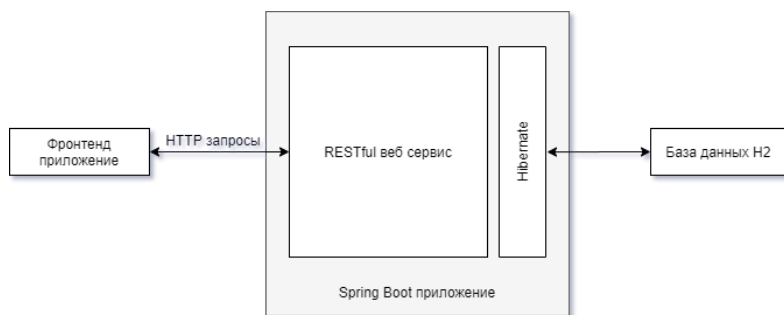 Фронтенд
приложение
HTTP запросы
RESTful веб сервис
Hibernate
База данных H2
Spring Boot приложение